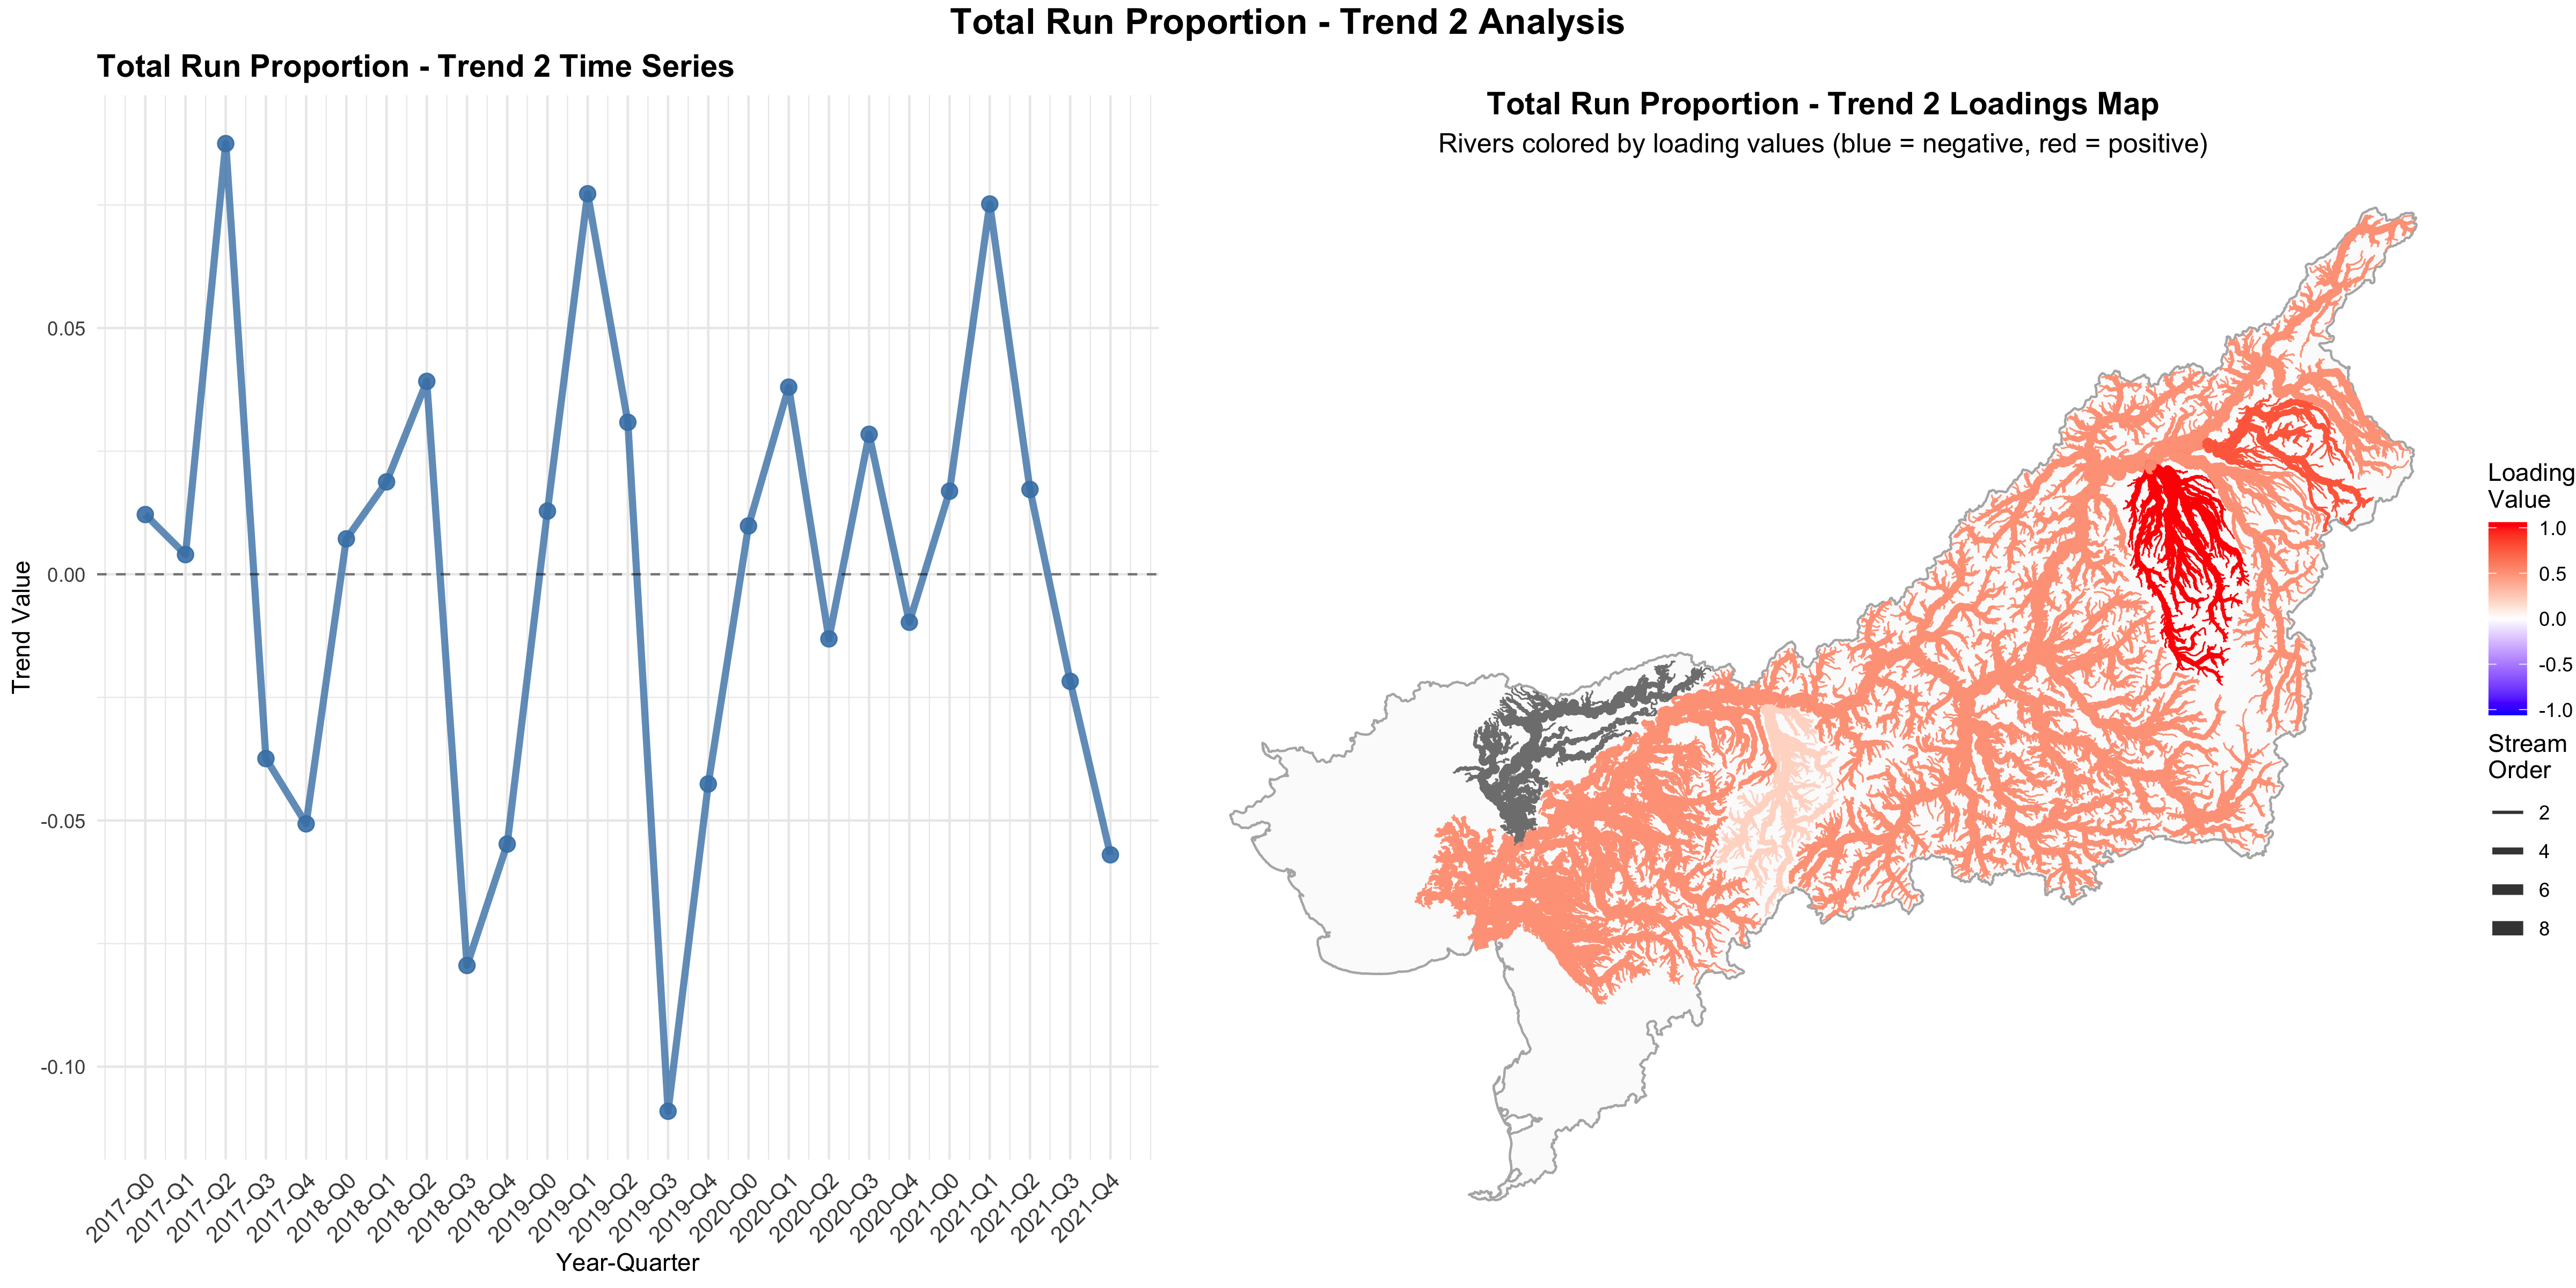 Total Run Proportion - Trend 2 Analysis
Total Run Proportion - Trend 2 Time Series
Trend Value
0.05
0.00
-0.05
-0.10
2017-Q0
2017-Q1
2017-Q2
2017-Q3
2017-Q4
2018-Q0
2018-Q1
2018-Q2
2018-Q3
2018-Q4
2019-Q0
2019-Q1
2019-Q2
2019-Q3
2019-Q4
2020-Q0
2020-Q1
2020-Q2
2020-Q3
2020-Q4
2021-Q0
2021-Q1
2021-Q2
2021-Q3
2021-Q4
Year-Quarter
Total Run Proportion - Trend 2 Loadings Map
Rivers colored by loading values (blue = negative, red = positive)
Loading
Value
1.0
0.5
0.0
-0.5
-1.0
Stream
Order
2
4
6
8